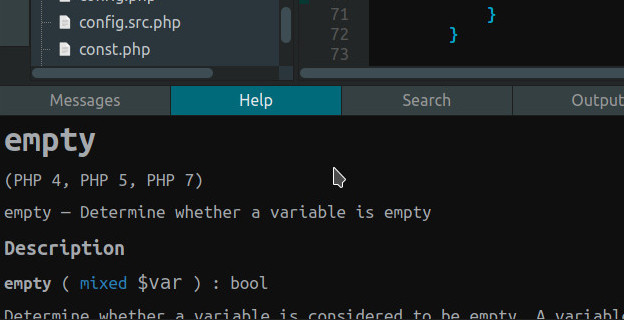 config.php
config.src.php
const.php
71 }
72 }
73
Messages Help Search Output
empty
(PHP 4, PHP 5, PHP 7)
empty — Determine whether a variable is empty
Description
empty ( mixed $var ) : bool
Determine whether a variable is considered to be empty. A variable